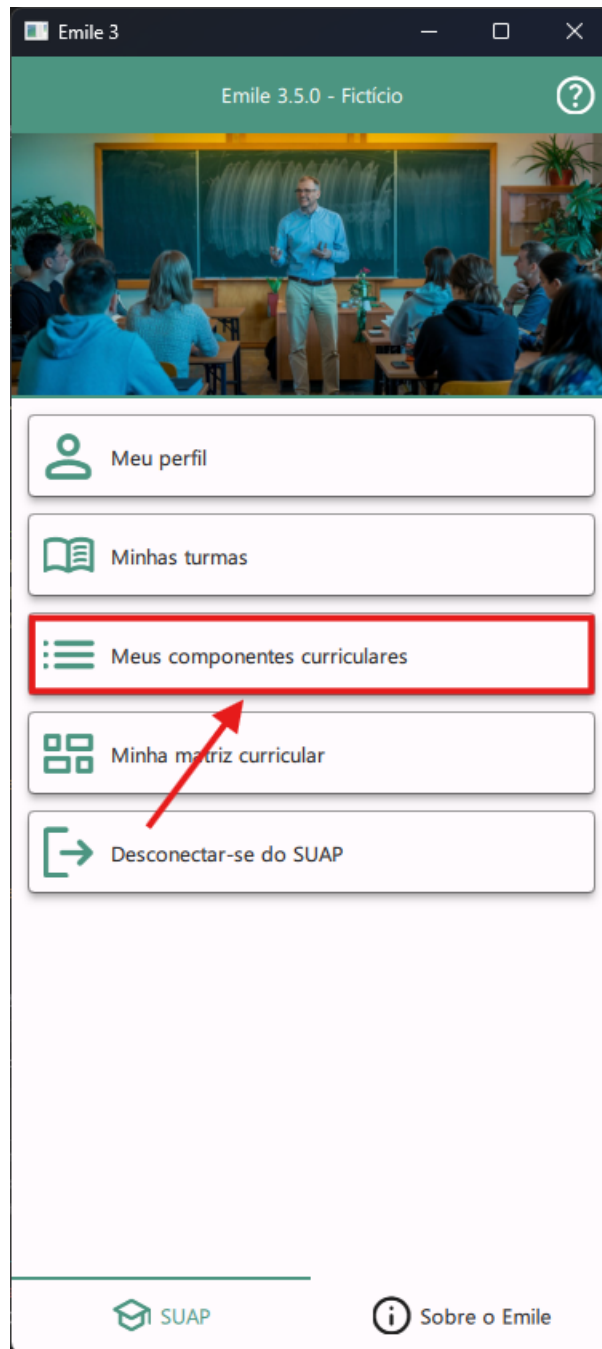 Emile 3
Emile 3.5.0 - Fictício
Meu perfil
Minhas turmas
Meus componentes curriculares
Minha matriz curricular
Desconectar-se do SUAP
SUAP
Sobre o Emile